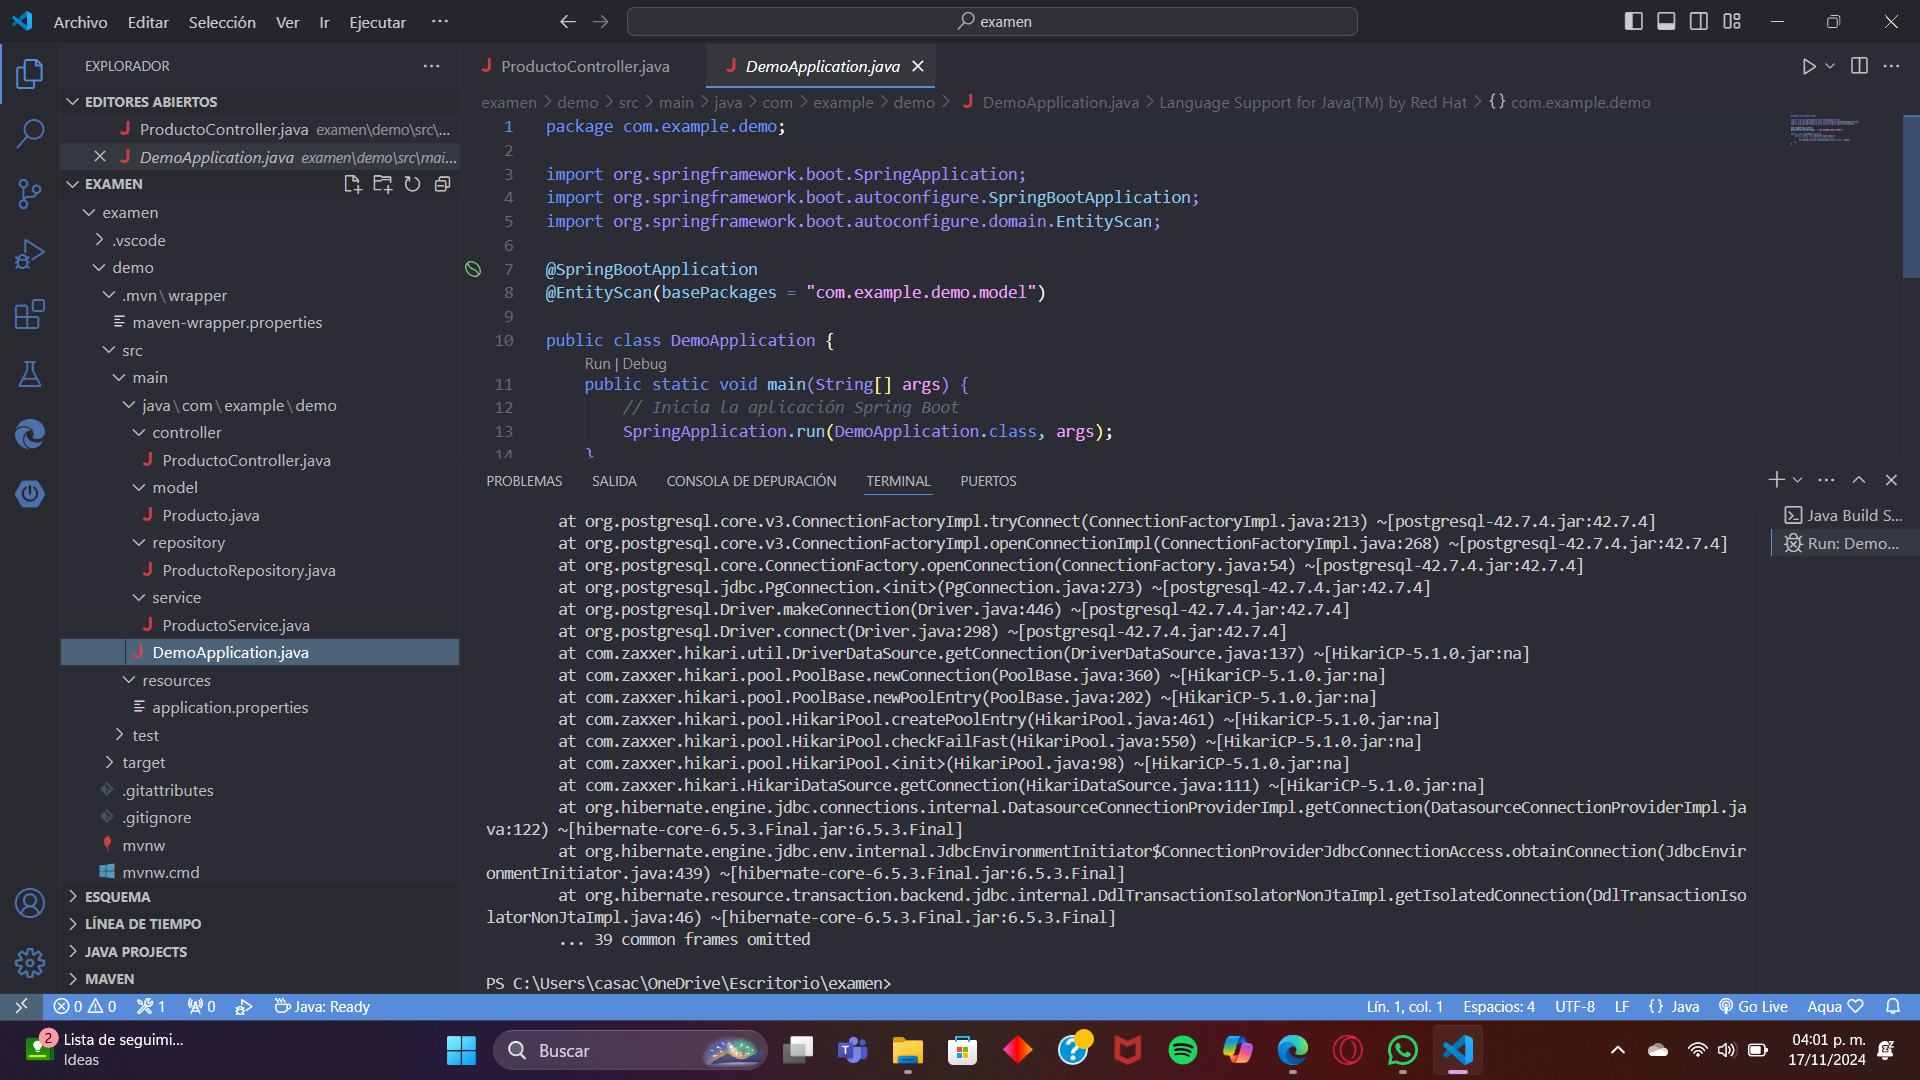 Archivo Editar Selección Ver Ir Ejecutar ···
examen
EXPLORADOR
EDITORES ABIERTOS
ProductoController.java examen\demo\src\...
DemoApplication.java examen\demo\src\mai...
EXAMEN
examen
.vscode
demo
.mvn\wrapper
maven-wrapper.properties
src
main
java\com\example\demo
controller
ProductoController.java
model
Producto.java
repository
ProductoRepository.java
service
ProductoService.java
DemoApplication.java
resources
application.properties
test
target
.gitattributes
.gitignore
mvnw
mvnw.cmd
ESQUEMA
LÍNEA DE TIEMPO
JAVA PROJECTS
MAVEN
ProductoController.java DemoApplication.java
examen > demo > src > main > java > com > example > demo > DemoApplication.java > Language Support for Java(TM) by Red Hat > {} com.example.demo
1 package com.example.demo;
2
3 import org.springframework.boot.SpringApplication;
4 import org.springframework.boot.autoconfigure.SpringBootApplication;
5 import org.springframework.boot.autoconfigure.domain.EntityScan;
6
7 @SpringBootApplication
8 @EntityScan(basePackages = "com.example.demo.model")
9
10 public class DemoApplication {
Run | Debug
11 public static void main(String[] args) {
12 // Inicia la aplicación Spring Boot
13 SpringApplication.run(DemoApplication.class, args);
14 }
PROBLEMAS SALIDA CONSOLA DE DEPURACIÓN TERMINAL PUERTOS
Java Build S...
Run: Demo...
at org.postgresql.core.v3.ConnectionFactoryImpl.tryConnect(ConnectionFactoryImpl.java:213) ~[postgresql-42.7.4.jar:42.7.4]
at org.postgresql.core.v3.ConnectionFactoryImpl.openConnectionImpl(ConnectionFactoryImpl.java:268) ~[postgresql-42.7.4.jar:42.7.4]
at org.postgresql.core.ConnectionFactory.openConnection(ConnectionFactory.java:54) ~[postgresql-42.7.4.jar:42.7.4]
at org.postgresql.jdbc.PgConnection.<init>(PgConnection.java:273) ~[postgresql-42.7.4.jar:42.7.4]
at org.postgresql.Driver.makeConnection(Driver.java:446) ~[postgresql-42.7.4.jar:42.7.4]
at org.postgresql.Driver.connect(Driver.java:298) ~[postgresql-42.7.4.jar:42.7.4]
at com.zaxxer.hikari.util.DriverDataSource.getConnection(DriverDataSource.java:137) ~[HikariCP-5.1.0.jar:na]
at com.zaxxer.hikari.pool.PoolBase.newConnection(PoolBase.java:360) ~[HikariCP-5.1.0.jar:na]
at com.zaxxer.hikari.pool.PoolBase.newPoolEntry(PoolBase.java:202) ~[HikariCP-5.1.0.jar:na]
at com.zaxxer.hikari.pool.HikariPool.createPoolEntry(HikariPool.java:461) ~[HikariCP-5.1.0.jar:na]
at com.zaxxer.hikari.pool.HikariPool.checkFailFast(HikariPool.java:550) ~[HikariCP-5.1.0.jar:na]
at com.zaxxer.hikari.pool.HikariPool.<init>(HikariPool.java:98) ~[HikariCP-5.1.0.jar:na]
at com.zaxxer.hikari.HikariDataSource.getConnection(HikariDataSource.java:111) ~[HikariCP-5.1.0.jar:na]
at org.hibernate.engine.jdbc.connections.internal.DatasourceConnectionProviderImpl.getConnection(DatasourceConnectionProviderImpl.ja
va:122) ~[hibernate-core-6.5.3.Final.jar:6.5.3.Final]
at org.hibernate.engine.jdbc.env.internal.JdbcEnvironmentInitiator$ConnectionProviderJdbcConnectionAccess.obtainConnection(JdbcEnvir
onmentInitiator.java:439) ~[hibernate-core-6.5.3.Final.jar:6.5.3.Final]
at org.hibernate.resource.transaction.backend.jdbc.internal.DdlTransactionIsolatorNonJtaImpl.getIsolatedConnection(DdlTransactionIso
latorNonJtaImpl.java:46) ~[hibernate-core-6.5.3.Final.jar:6.5.3.Final]
... 39 common frames omitted
PS C:\Users\casac\OneDrive\Escritorio\examen>
0 0 1 0 Java: Ready
Lín. 1, col. 1 Espacios: 4 UTF-8 LF {} Java Go Live Aqua
2
Lista de seguimi...
Ideas
Buscar
04:01 p. m.
17/11/2024